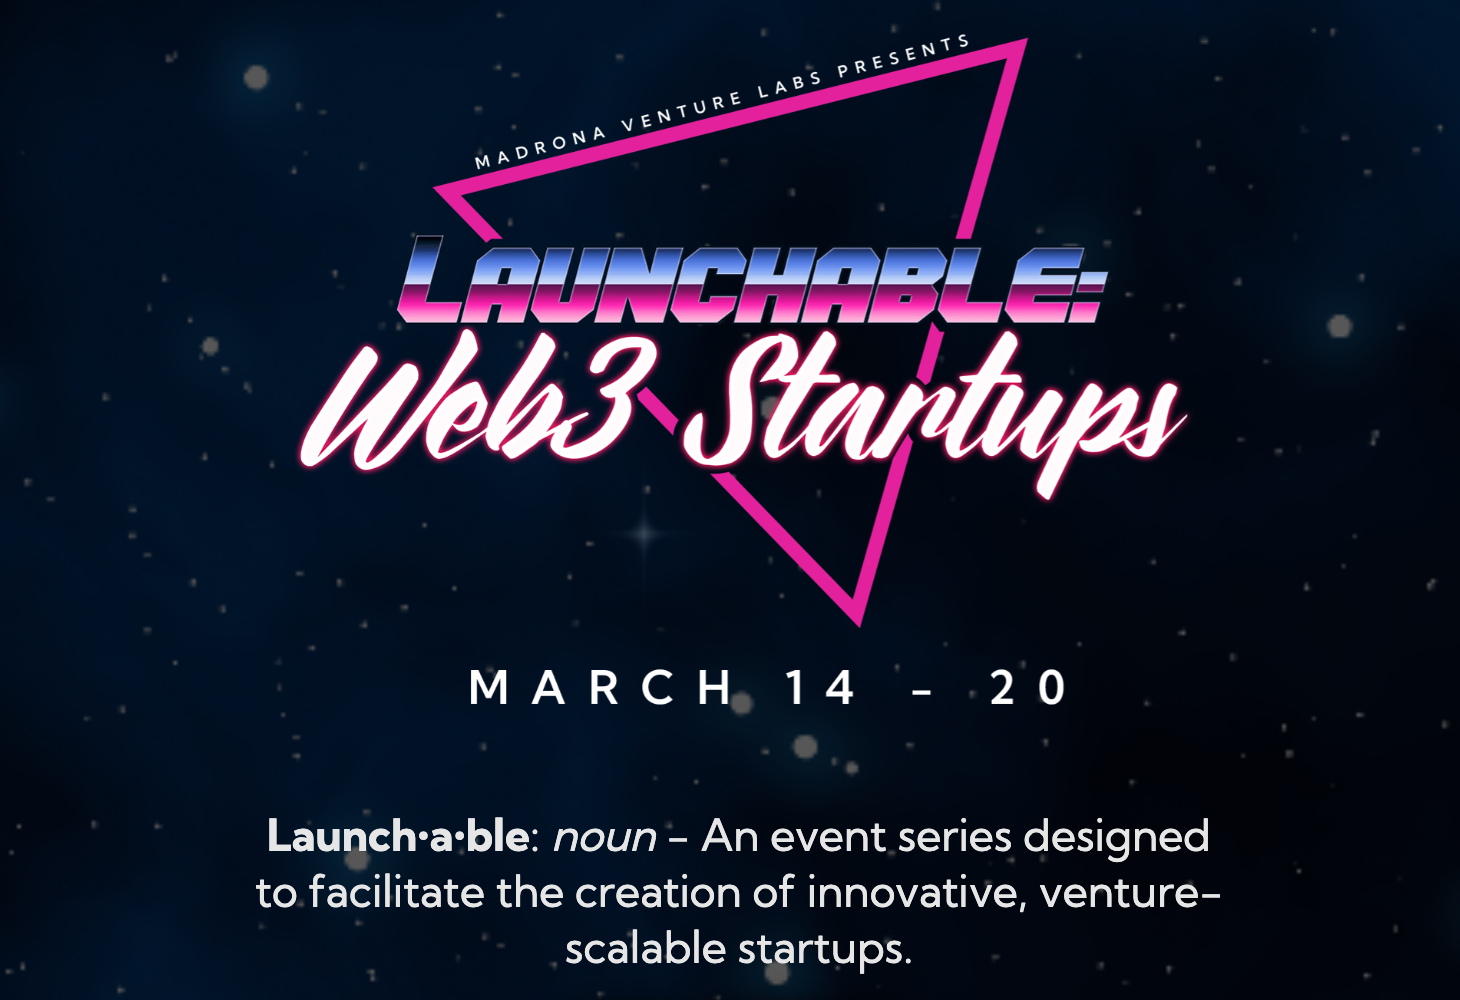 MADRONA VENTURE LABS PRESENTS
LAUNCHABLE:
Web3 Startups
MARCH 14 - 20
Launch·a·ble: noun - An event series designed
to facilitate the creation of innovative, venture-
scalable startups.